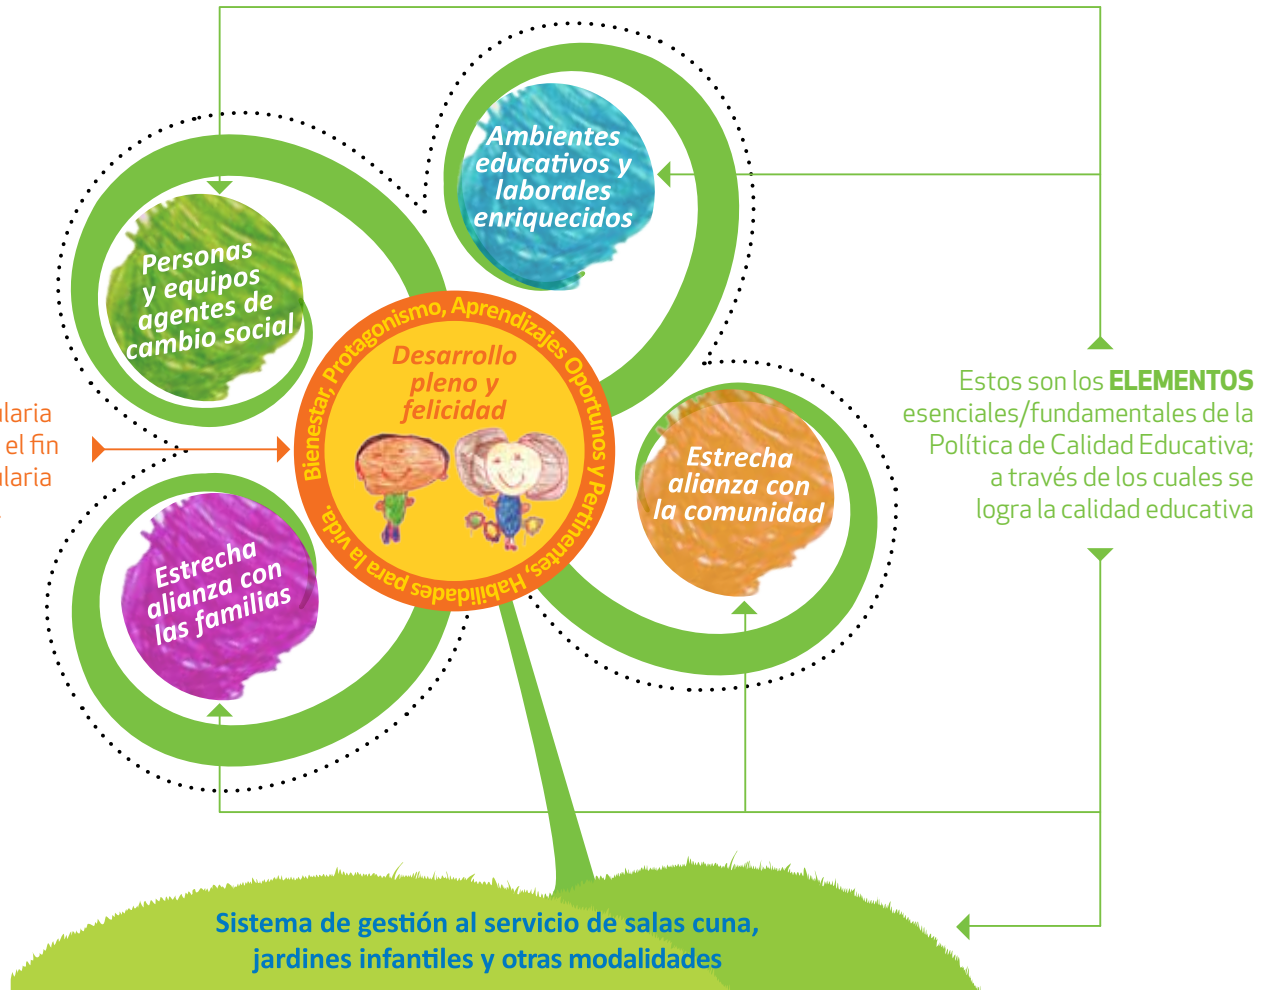 Ambientes
educativos y
laborales
enriquecidos
Personas
y equipos
agentes de
cambio social
Bienestar, Protagonismo, Aprendizajes Oportunos y Pertinentes, Habilidades para la vida.
Desarrollo
pleno y
felicidad
el fin
Estrecha
alianza con
la comunidad
Estrecha
alianza con
las familias
Estos son los ELEMENTOS
esenciales/fundamentales de la
Política de Calidad Educativa;
a través de los cuales se
logra la calidad educativa
Sistema de gestión al servicio de salas cuna,
jardines infantiles y otras modalidades